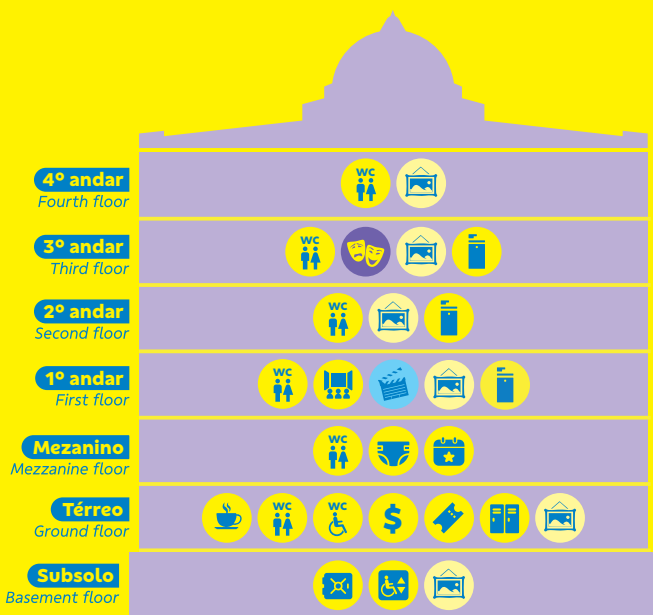 WC
4º andar
Fourth floor
WC
3º andar
Third floor
WC
2º andar
Second floor
WC
1º andar
First floor
WC
Mezanino
Mezzanine floor
WC WC $
Térreo
Ground floor
Subsolo
Basement floor